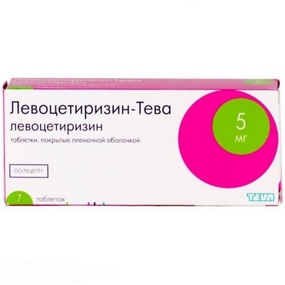 Левоцетиризин-Тева
левоцетиризин
таблетки, покрытые пленочной оболочкой
5
мг
ПО РЕЦЕПТУ
7 таблеток
TEVA